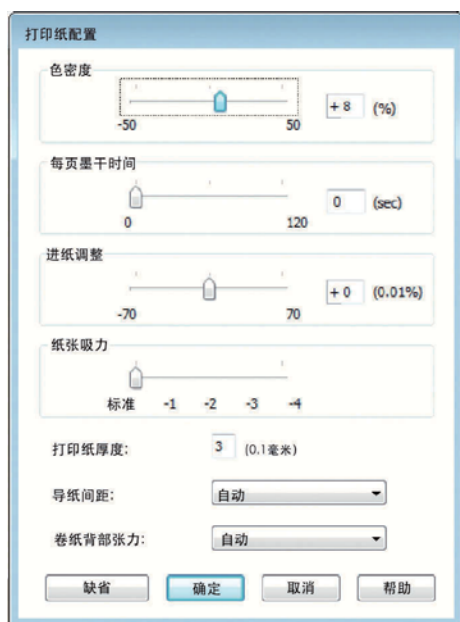 打印纸配置
色密度
-50 50 +8 (%)
每页墨干时间
0 120 0 (sec)
进纸调整
-70 70 +0 (0.01%)
纸张吸力
标准 -1 -2 -3 -4
打印纸厚度: 3 (0.1毫米)
导纸间距: 自动
卷纸背部张力: 自动
缺省 确定 取消 帮助